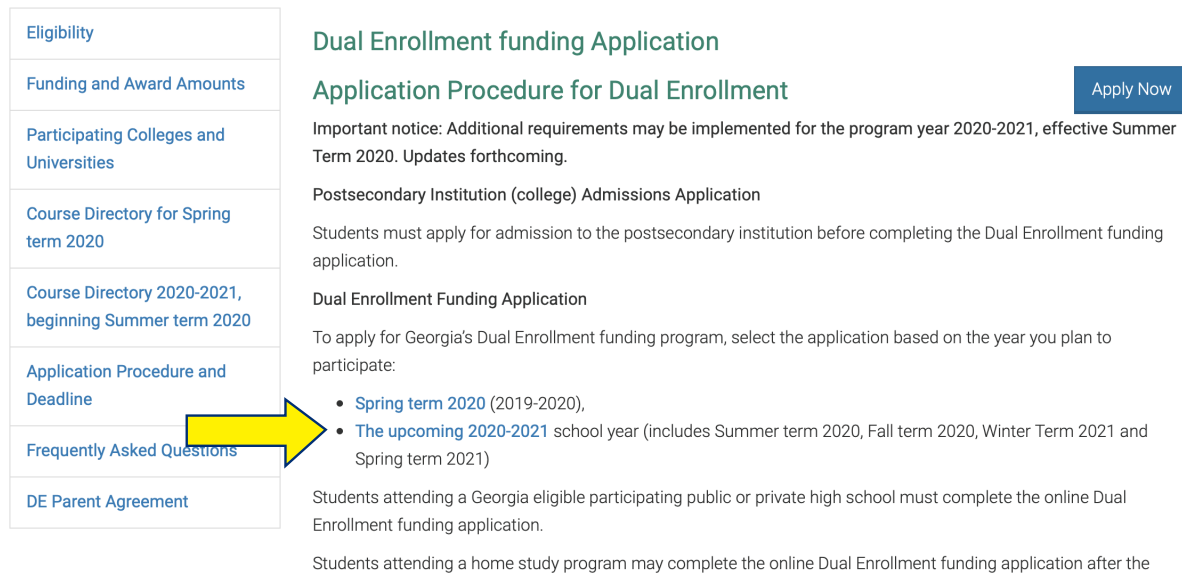 Eligibility
Funding and Award Amounts
Participating Colleges and
Universities
Course Directory for Spring
term 2020
Course Directory 2020-2021,
beginning Summer term 2020
Application Procedure and
Deadline
Frequently Asked Questions
DE Parent Agreement
Dual Enrollment funding Application
Application Procedure for Dual Enrollment
Apply Now
Important notice: Additional requirements may be implemented for the program year 2020-2021, effective Summer
Term 2020. Updates forthcoming.
Postsecondary Institution (college) Admissions Application
Students must apply for admission to the postsecondary institution before completing the Dual Enrollment funding
application.
Dual Enrollment Funding Application
To apply for Georgia's Dual Enrollment funding program, select the application based on the year you plan to
participate:
• Spring term 2020 (2019-2020),
• The upcoming 2020-2021 school year (includes Summer term 2020, Fall term 2020, Winter Term 2021 and
Spring term 2021)
Students attending a Georgia eligible participating public or private high school must complete the online Dual
Enrollment funding application.
Students attending a home study program may complete the online Dual Enrollment funding application after the